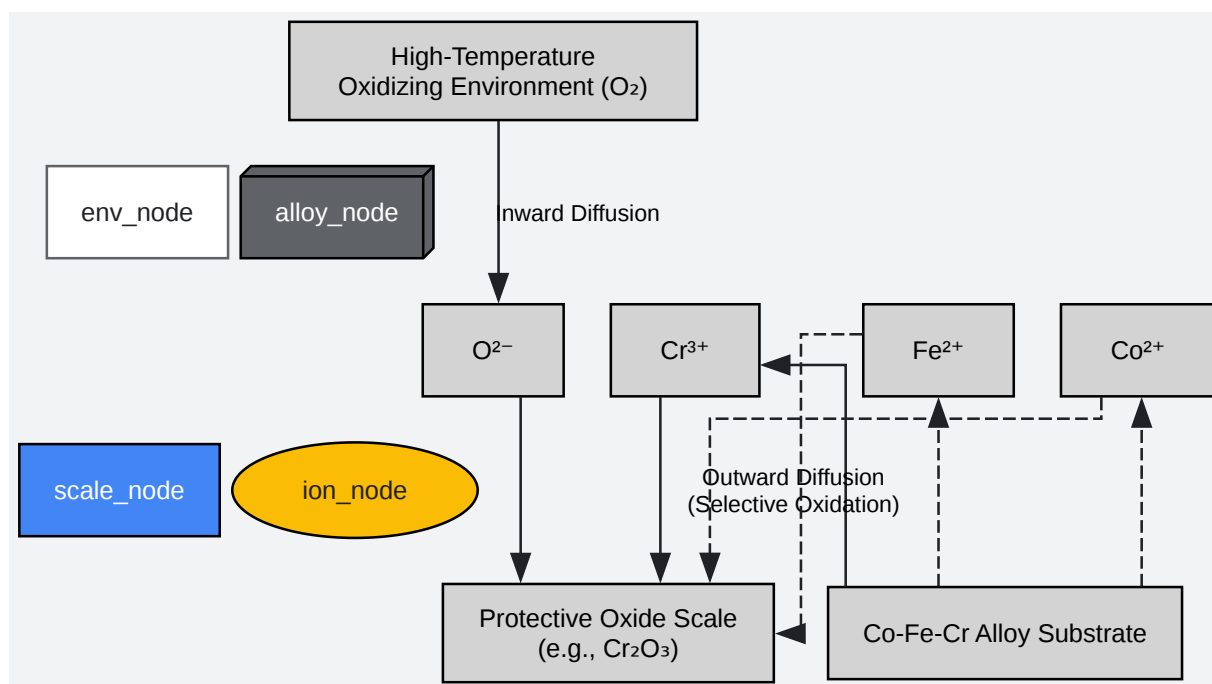 High-Temperature
Oxidizing Environment (O₂)
env_node
alloy_node
Inward Diffusion
O²⁻
Cr³⁺
Fe²⁺
Co²⁺
scale_node
ion_node
Outward Diffusion
(Selective Oxidation)
Protective Oxide Scale
(e.g., Cr₂O₃)
Co-Fe-Cr Alloy Substrate